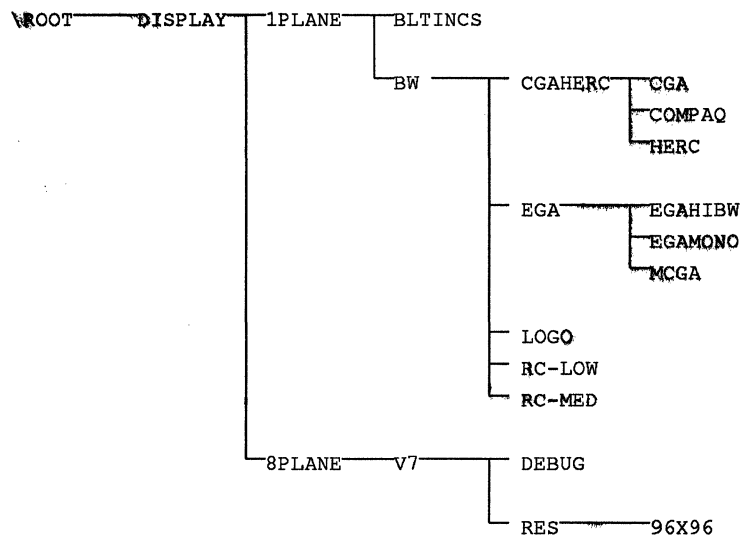 \ROOT DISPLAY 1PLANE BLTINCS
BW CGAHERC CGA
COMPAQ
HERC
EGA EGAHIBW
EGAMONO
MCGA
LOGO
RC-LOW
RC-MED
8PLANE V7 DEBUG
RES 96X96